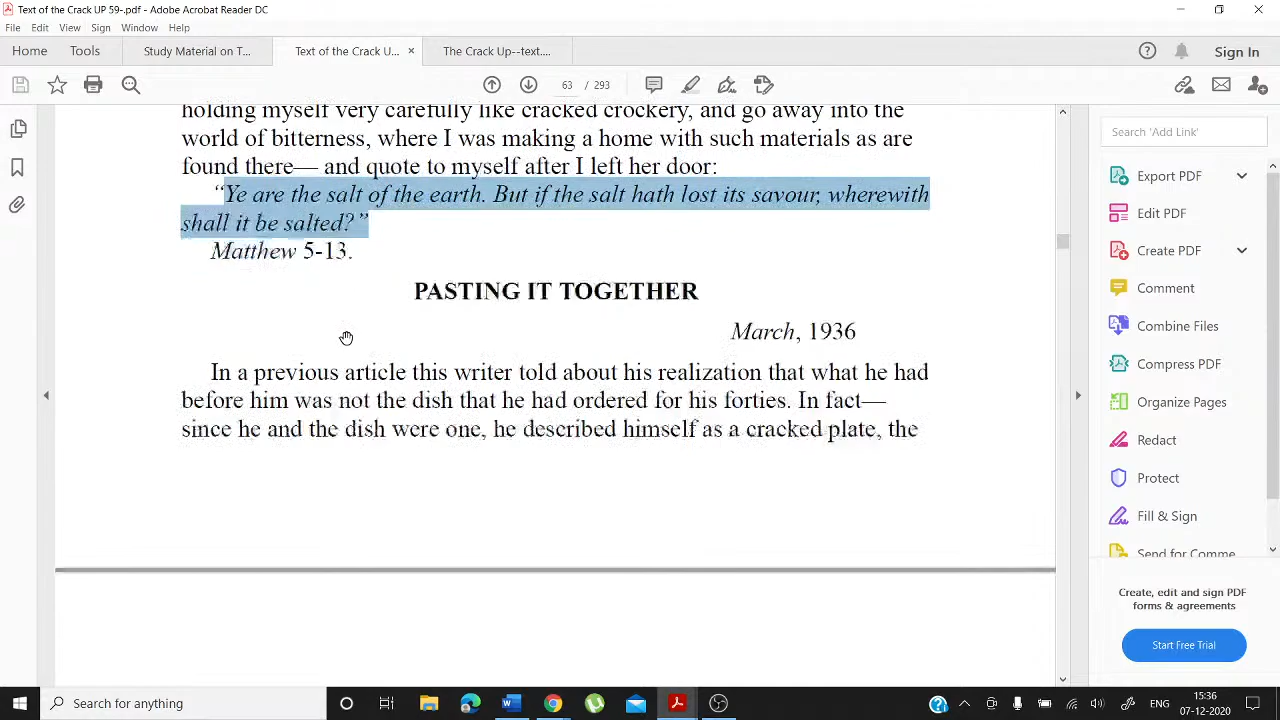 Text of the Crack UP 59-.pdf - Adobe Acrobat Reader DC
File Edit View Sign Window Help
Home Tools Study Material on T... Text of the Crack U... × The Crack Up--text.... Sign In
63 / 293
holding myself very carefully like cracked crockery, and go away into the
world of bitterness, where I was making a home with such materials as are
found there— and quote to myself after I left her door:
“Ye are the salt of the earth. But if the salt hath lost its savour, wherewith
shall it be salted?”
Matthew 5-13.
PASTING IT TOGETHER
March, 1936
In a previous article this writer told about his realization that what he had
before him was not the dish that he had ordered for his forties. In fact—
since he and the dish were one, he described himself as a cracked plate, the
Search 'Add Link'
Export PDF
Edit PDF
Create PDF
Comment
Combine Files
Compress PDF
Organize Pages
Redact
Protect
Fill & Sign
Send for Comme
Create, edit and sign PDF
forms & agreements
Start Free Trial
Type here to search
ENG
15:36
07-12-2020